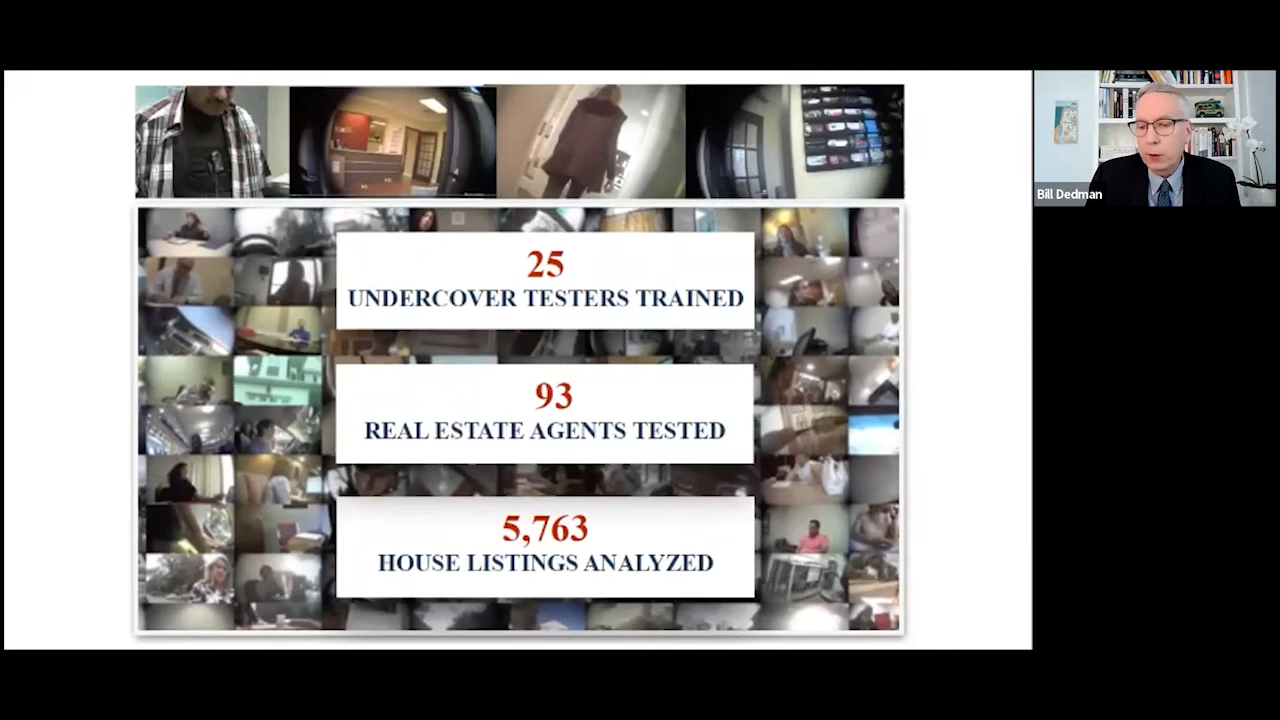 25
UNDERCOVER TESTERS TRAINED
93
REAL ESTATE AGENTS TESTED
5,763
HOUSE LISTINGS ANALYZED
Bill Dedman